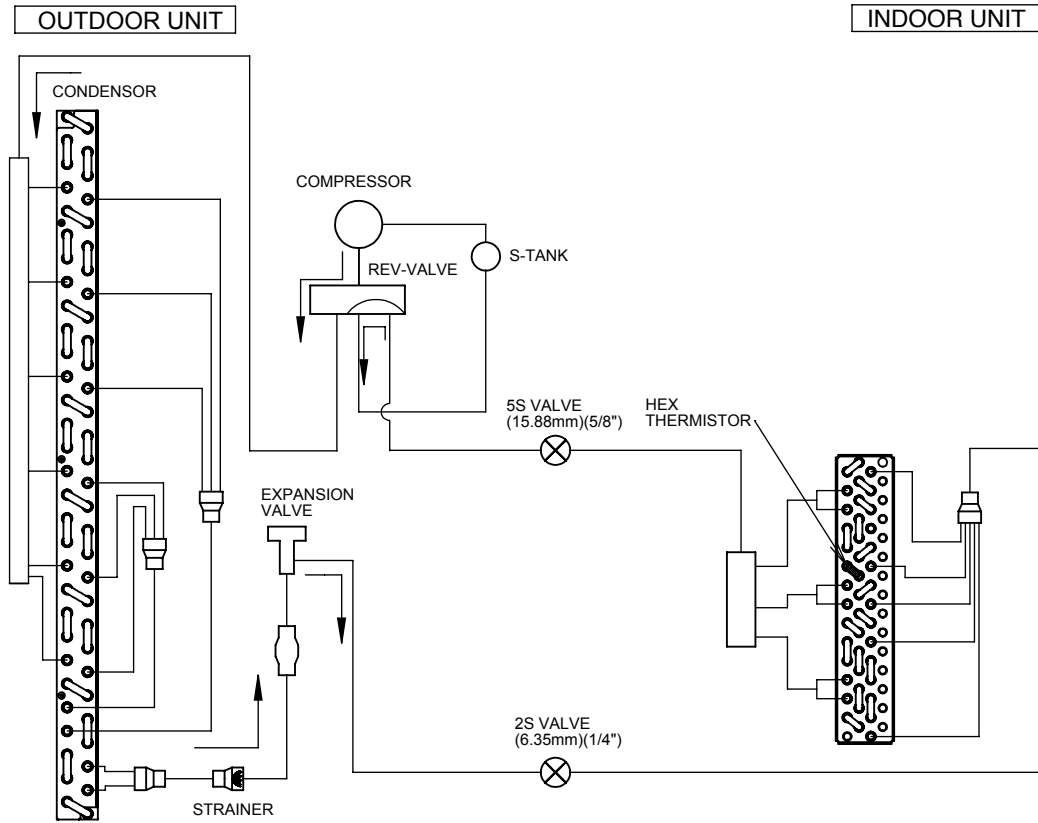 OUTDOOR UNIT
INDOOR UNIT
CONDENSOR
COMPRESSOR
REV-VALVE
S-TANK
5S VALVE
(15.88mm)(5/8")
HEX
THERMISTOR
EXPANSION
VALVE
2S VALVE
(6.35mm)(1/4")
STRAINER